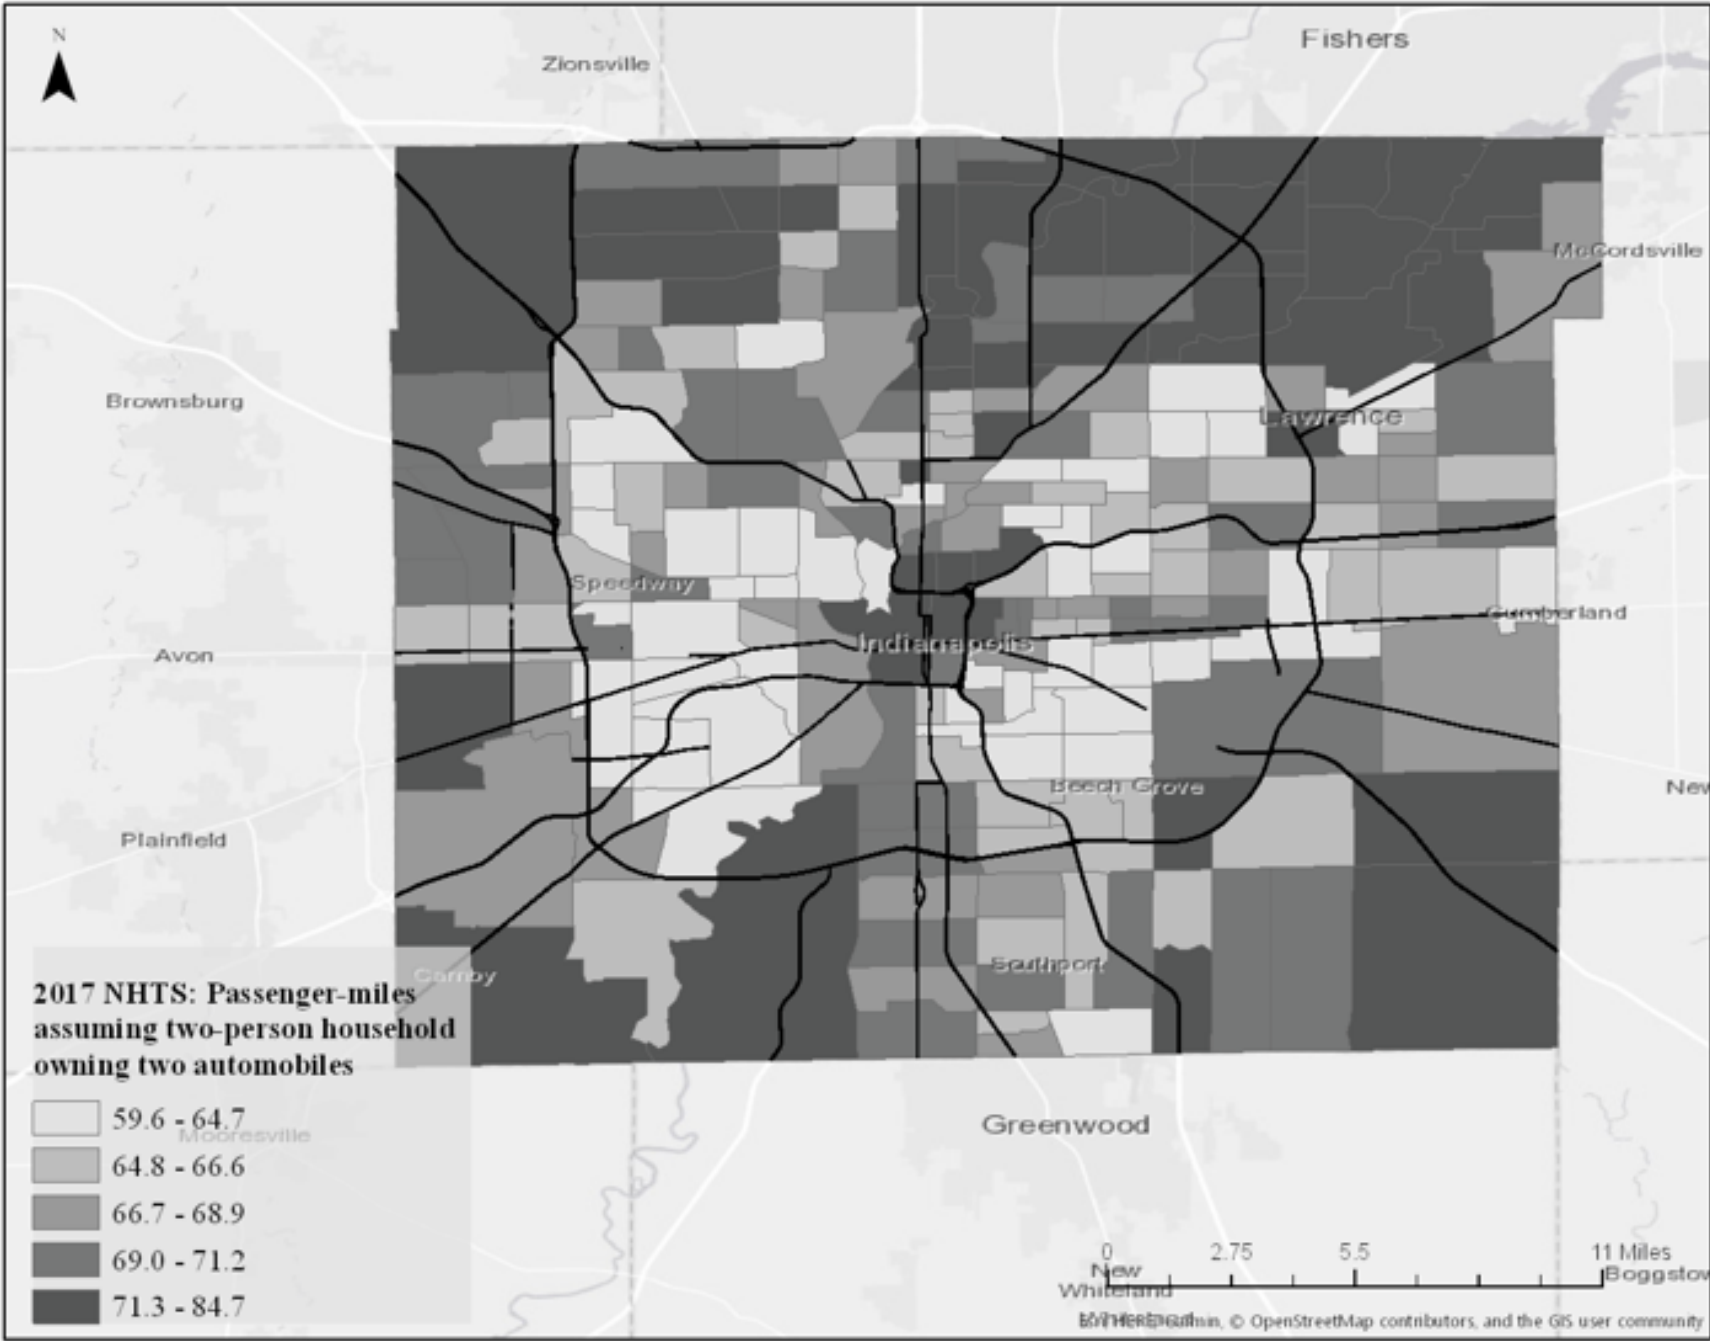 N
Fishers
Zionsville
McCordsville
Brownsburg
Lawrence
Speedway
Cumberland
Indianapolis
Avon
Beech Grove
New
Plainfield
Southport
Camby
2017 NHTS: Passenger-miles
assuming two-person household
owning two automobiles
59.6 - 64.7
Mooresville
64.8 - 66.6
66.7 - 68.9
69.0 - 71.2
71.3 - 84.7
Greenwood
0 2.75 5.5 11 Miles
New
Whiteland
Boggstow
© OpenStreetMap contributors, and the GIS user community